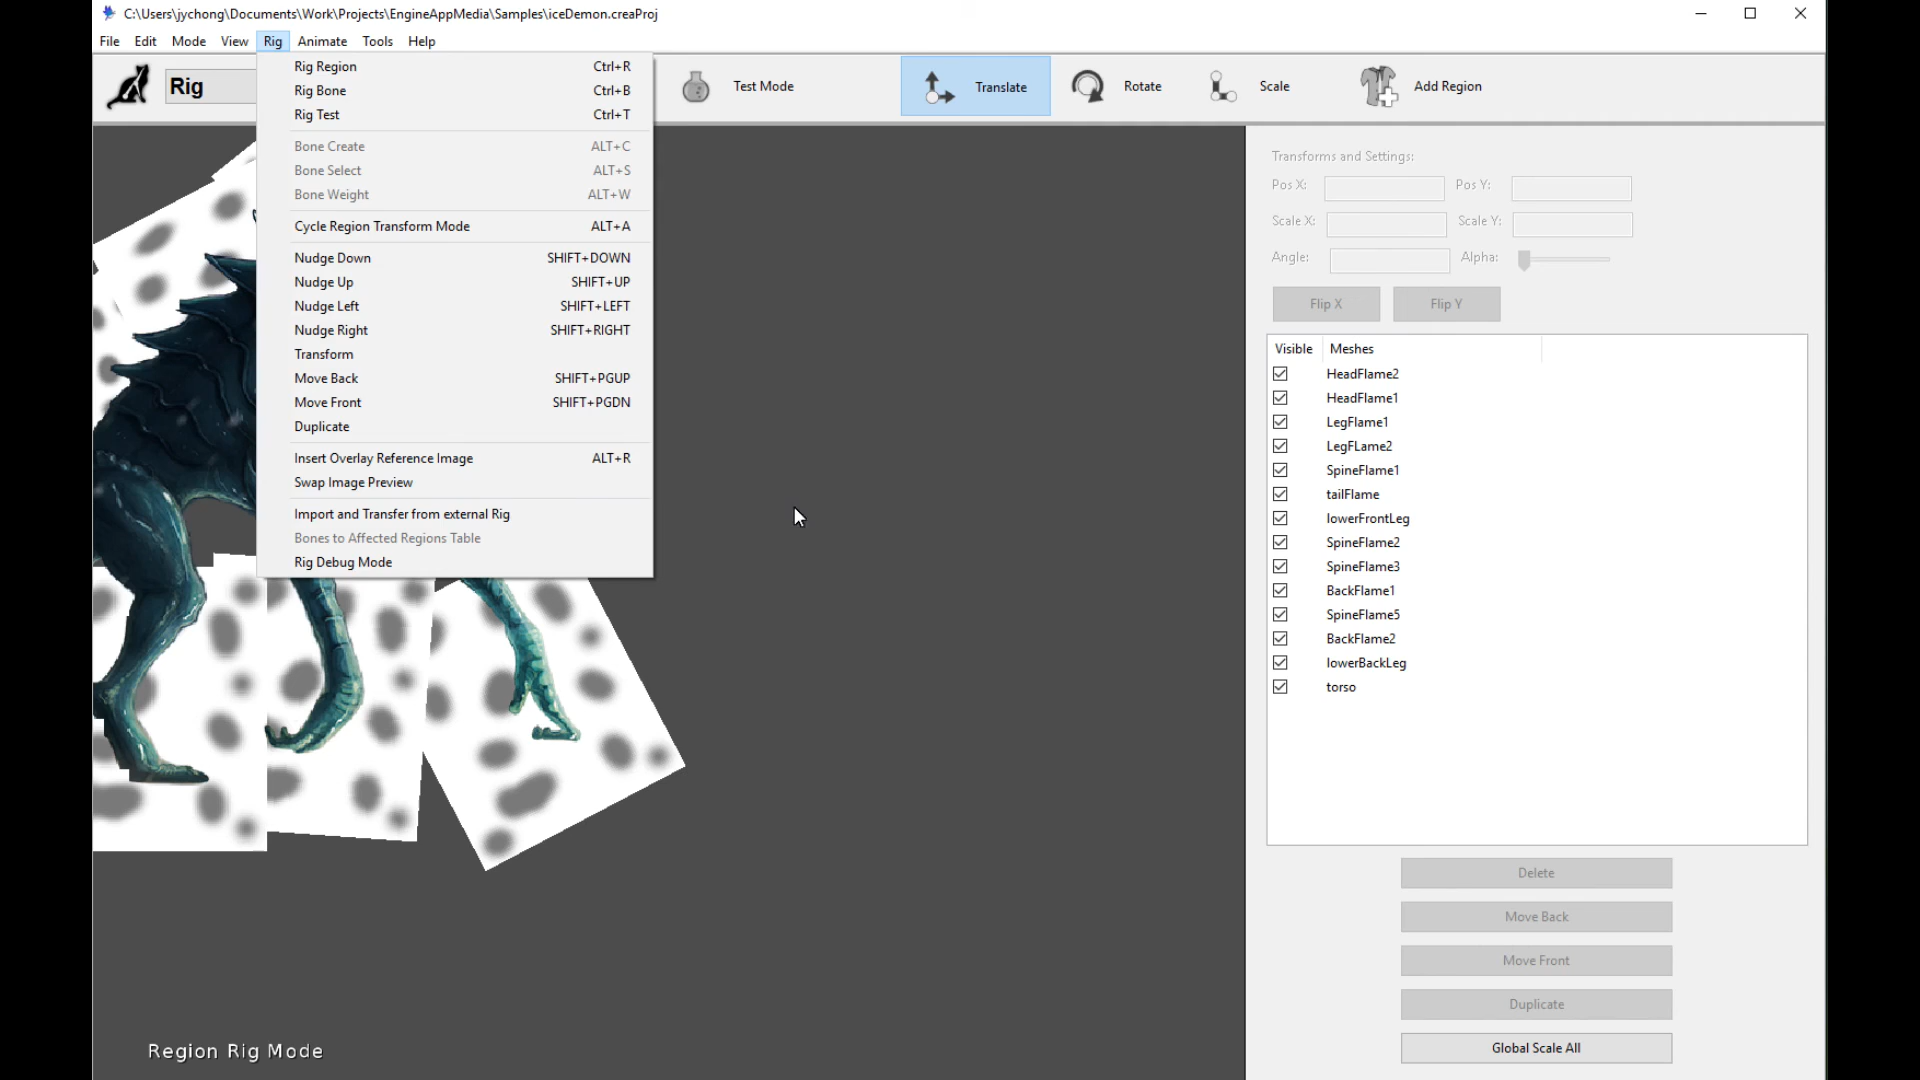 C:\Users\jychong\Documents\Work\Projects\EngineAppMedia\Samples\iceDemon.creaProj
File Edit Mode View Rig Animate Tools Help
Rig
Test Mode Translate Rotate Scale Add Region
Rig Region Ctrl+R
Rig Bone Ctrl+B
Rig Test Ctrl+T
Bone Create ALT+C
Bone Select ALT+S
Bone Weight ALT+W
Cycle Region Transform Mode ALT+A
Nudge Down SHIFT+DOWN
Nudge Up SHIFT+UP
Nudge Left SHIFT+LEFT
Nudge Right SHIFT+RIGHT
Transform
Move Back SHIFT+PGUP
Move Front SHIFT+PGDN
Duplicate
Insert Overlay Reference Image ALT+R
Swap Image Preview
Import and Transfer from external Rig
Bones to Affected Regions Table
Rig Debug Mode
Transforms and Settings:
Pos X: Pos Y:
Scale X: Scale Y:
Angle: Alpha:
Flip X Flip Y
Visible Meshes
HeadFlame2
HeadFlame1
LegFlame1
LegFLame2
SpineFlame1
tailFlame
lowerFrontLeg
SpineFlame2
SpineFlame3
BackFlame1
SpineFlame5
BackFlame2
lowerBackLeg
torso
Delete
Move Back
Move Front
Duplicate
Global Scale All
Region Rig Mode